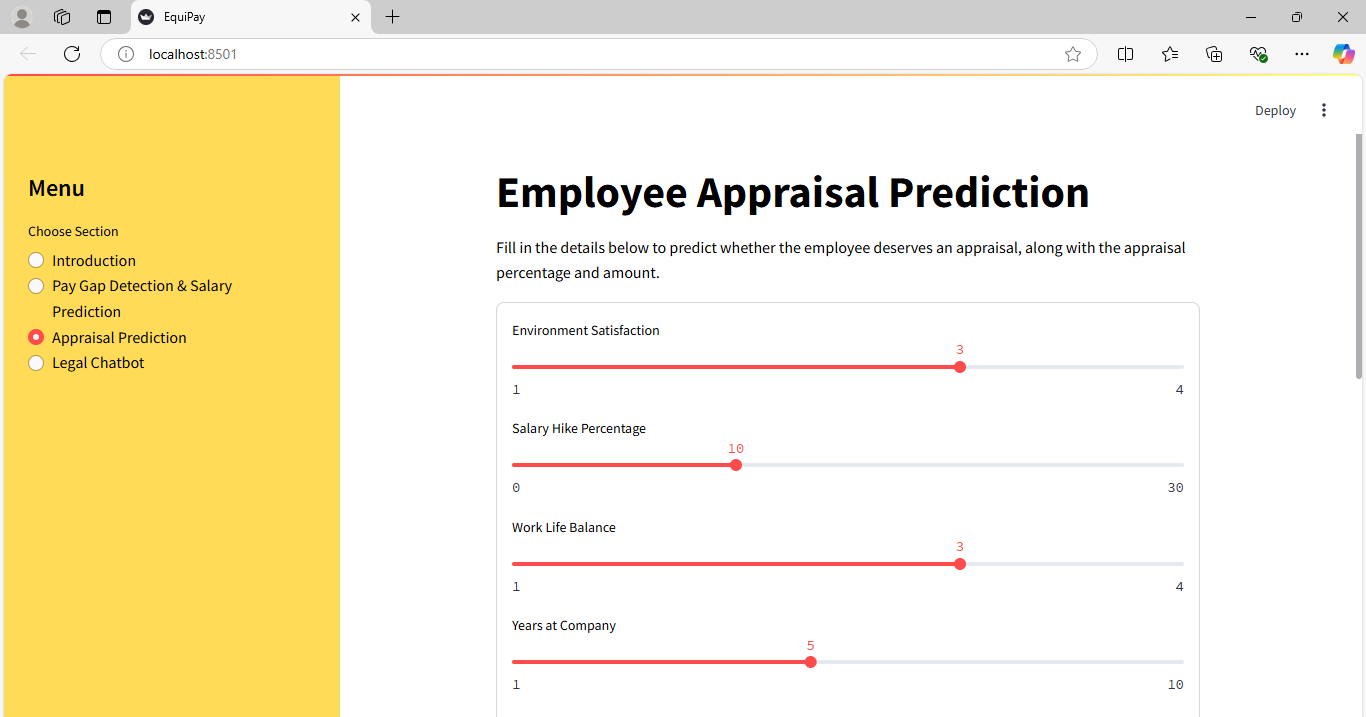 EquiPay
localhost:8501
Deploy
Menu
Choose Section
Introduction
Pay Gap Detection & Salary
Prediction
Appraisal Prediction
Legal Chatbot
Employee Appraisal Prediction
Fill in the details below to predict whether the employee deserves an appraisal, along with the appraisal
percentage and amount.
Environment Satisfaction
3
1 4
Salary Hike Percentage
10
0 30
Work Life Balance
3
1 4
Years at Company
5
1 10